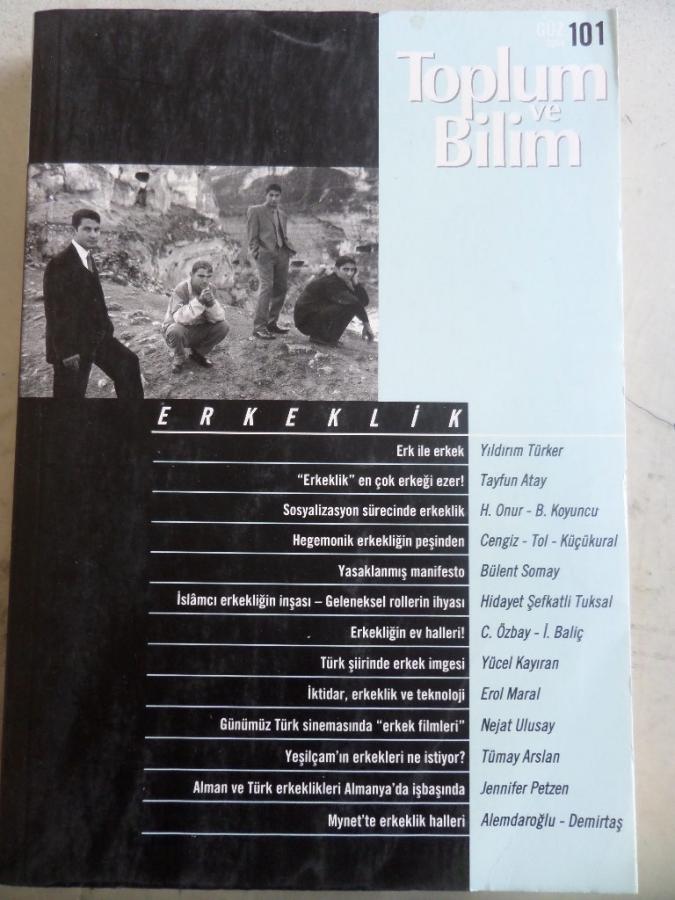 GÜZ 101
Toplum
ve
Bilim
ERKEKLİK
Erk ile erkek Yıldırım Türker
"Erkeklik" en çok erkeği ezer! Tayfun Atay
Sosyalizasyon sürecinde erkeklik H. Onur - B. Koyuncu
Hegemonik erkekliğin peşinden Cengiz - Tol - Küçükural
Yasaklanmış manifesto Bülent Somay
İslâmcı erkekliğin inşası – Geleneksel rollerin ihyası Hidayet Şefkatli Tuksal
Erkekliğin ev halleri! C. Özbay - İ. Baliç
Türk şiirinde erkek imgesi Yücel Kayıran
İktidar, erkeklik ve teknoloji Erol Maral
Günümüz Türk sinemasında "erkek filmleri" Nejat Ulusay
Yeşilçam'ın erkekleri ne istiyor? Tümay Arslan
Alman ve Türk erkeklikleri Almanya'da işbaşında Jennifer Petzen
Mynet'te erkeklik halleri Alemdaroğlu - Demirtaş